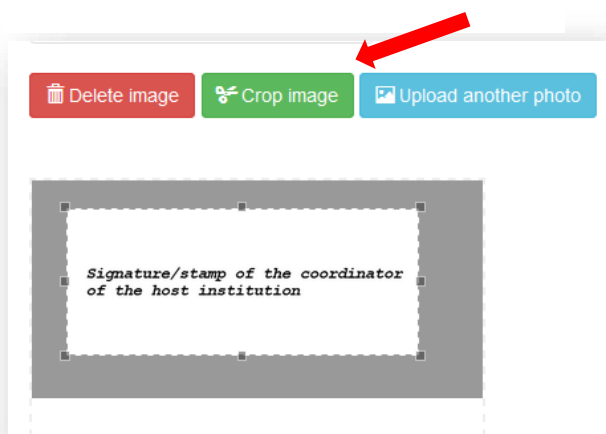 Delete image Crop image Upload another photo
Signature/stamp of the coordinator
of the host institution